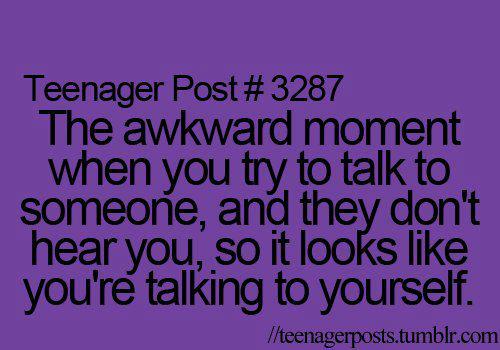 Teenager Post # 3287
The awkward moment
when you try to talk to
someone, and they don't
hear you, so it looks like
you're talking to yourself.
//teenagerposts.tumblr.com